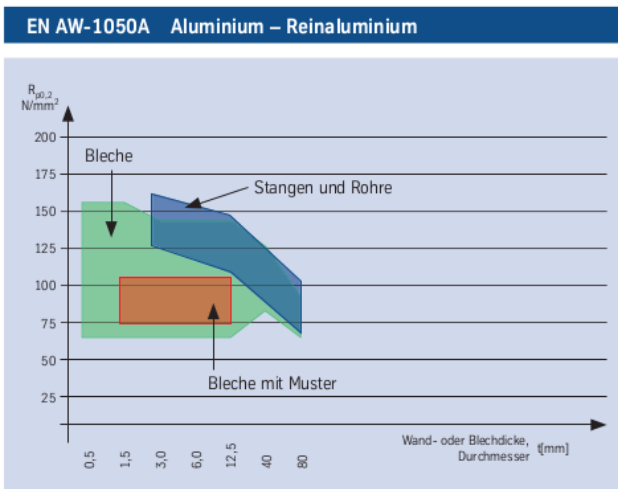 EN AW-1050A Aluminium – Reinaluminium
Rp0,2
N/mm²
200
Bleche
175
Stangen und Rohre
150
125
100
75
50
Bleche mit Muster
25
0,5 1,5 3,0 6,0 12,5 40 80
Wand- oder Blechdicke,
Durchmesser
t[mm]